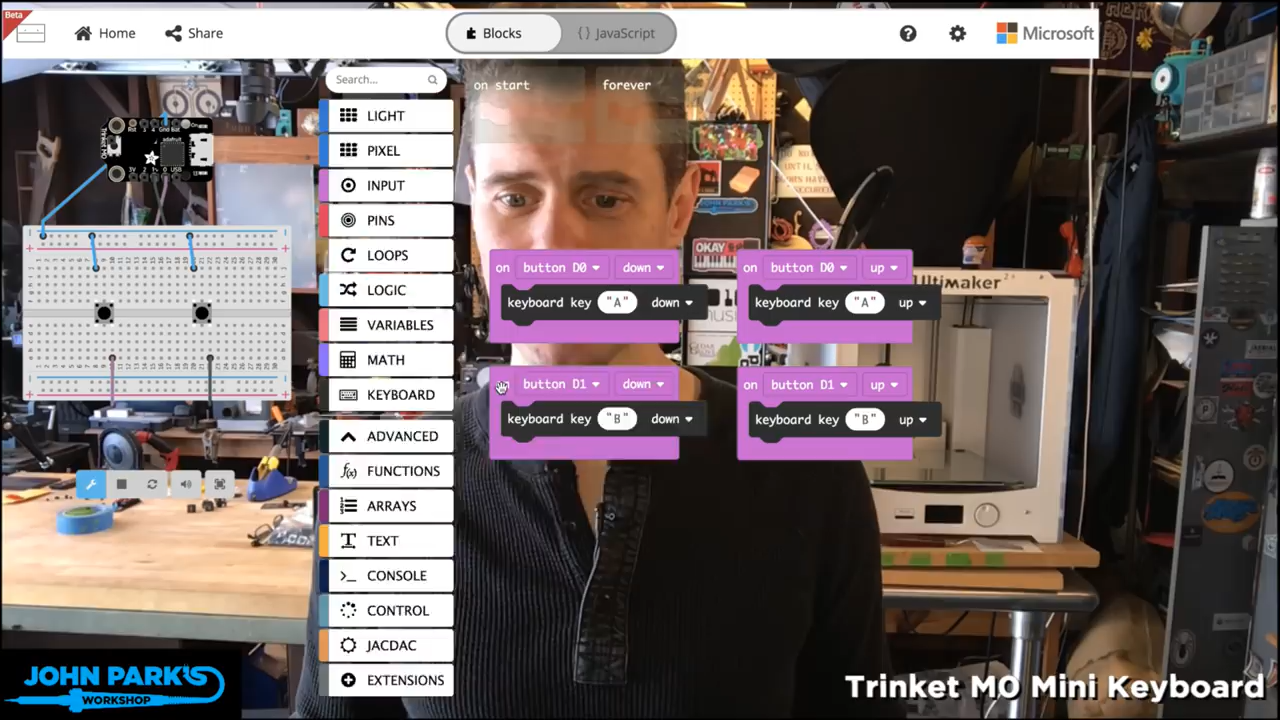 Beta
Home
Share
Blocks
{} JavaScript
Microsoft
Search...
on start
forever
LIGHT
PIXEL
INPUT
PINS
LOOPS
LOGIC
VARIABLES
MATH
KEYBOARD
ADVANCED
FUNCTIONS
ARRAYS
TEXT
CONSOLE
CONTROL
JACDAC
EXTENSIONS
on button D0 down
keyboard key "A" down
on button D0 up
keyboard key "A" up
on button D1 down
keyboard key "B" down
on button D1 up
keyboard key "B" up
JOHN PARK'S
OKAY
Ultimaker
JOHN PARK'S
WORKSHOP
Trinket M0 Mini Keyboard